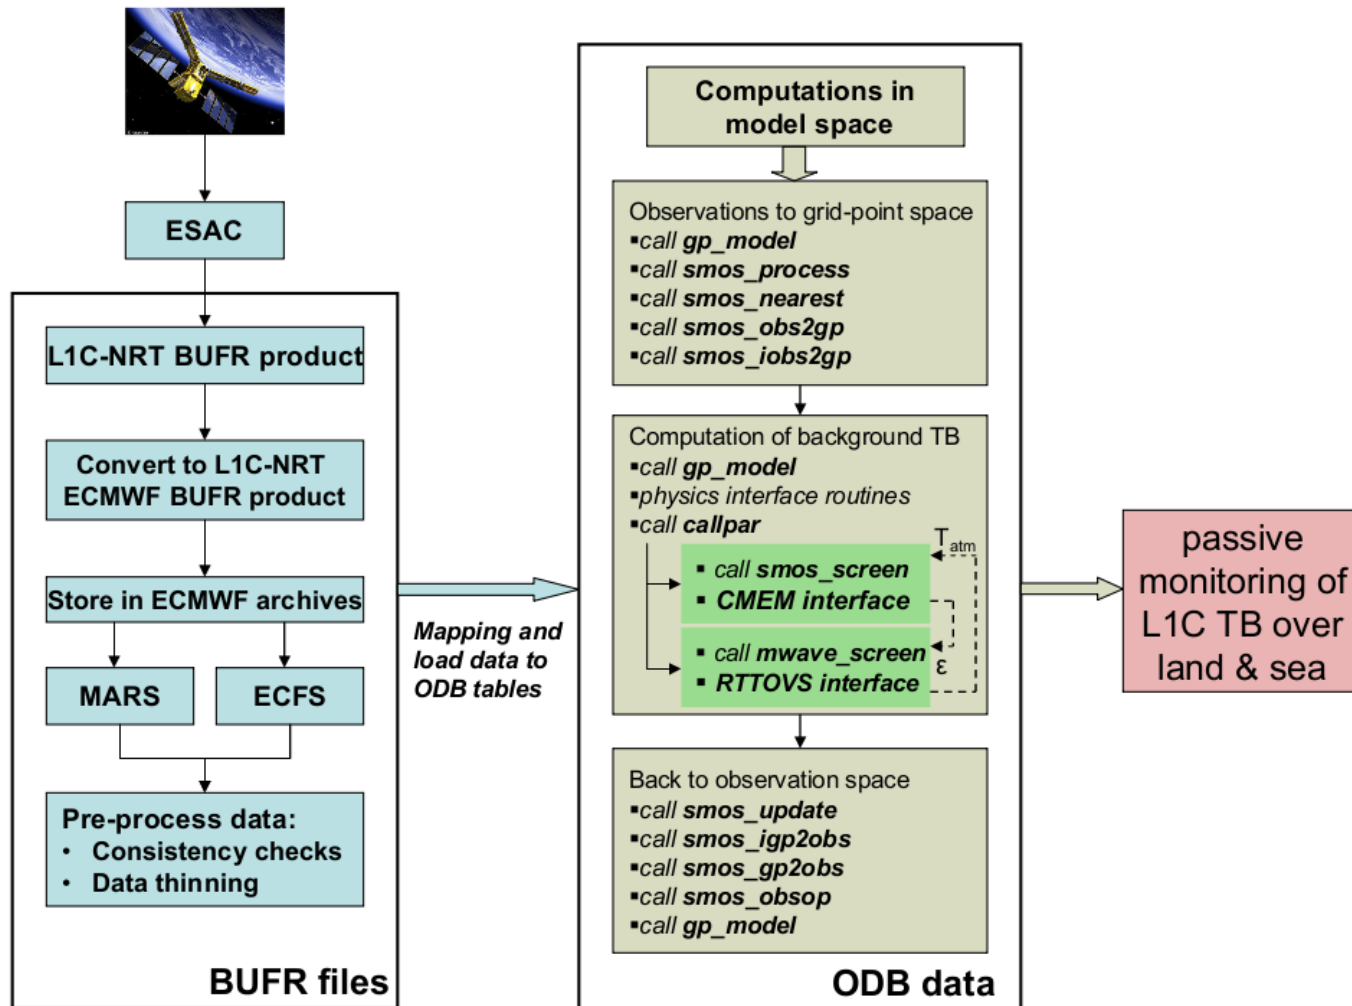 ESAC
L1C-NRT BUFR product
Convert to L1C-NRT
ECMWF BUFR product
Store in ECMWF archives
MARS
ECFS
Pre-process data:
• Consistency checks
• Data thinning
BUFR files
Mapping and
load data to
ODB tables
Computations in
model space
Observations to grid-point space
▪call gp_model
▪call smos_process
▪call smos_nearest
▪call smos_obs2gp
▪call smos_iobs2gp
Computation of background TB
▪call gp_model
▪physics interface routines
▪call callpar
Tatm
▪ call smos_screen
▪ CMEM interface
▪ call mwave_screen
ε
▪ RTTOVS interface
Back to observation space
▪call smos_update
▪call smos_igp2obs
▪call smos_gp2obs
▪call smos_obsop
▪call gp_model
ODB data
passive
monitoring of
L1C TB over
land & sea